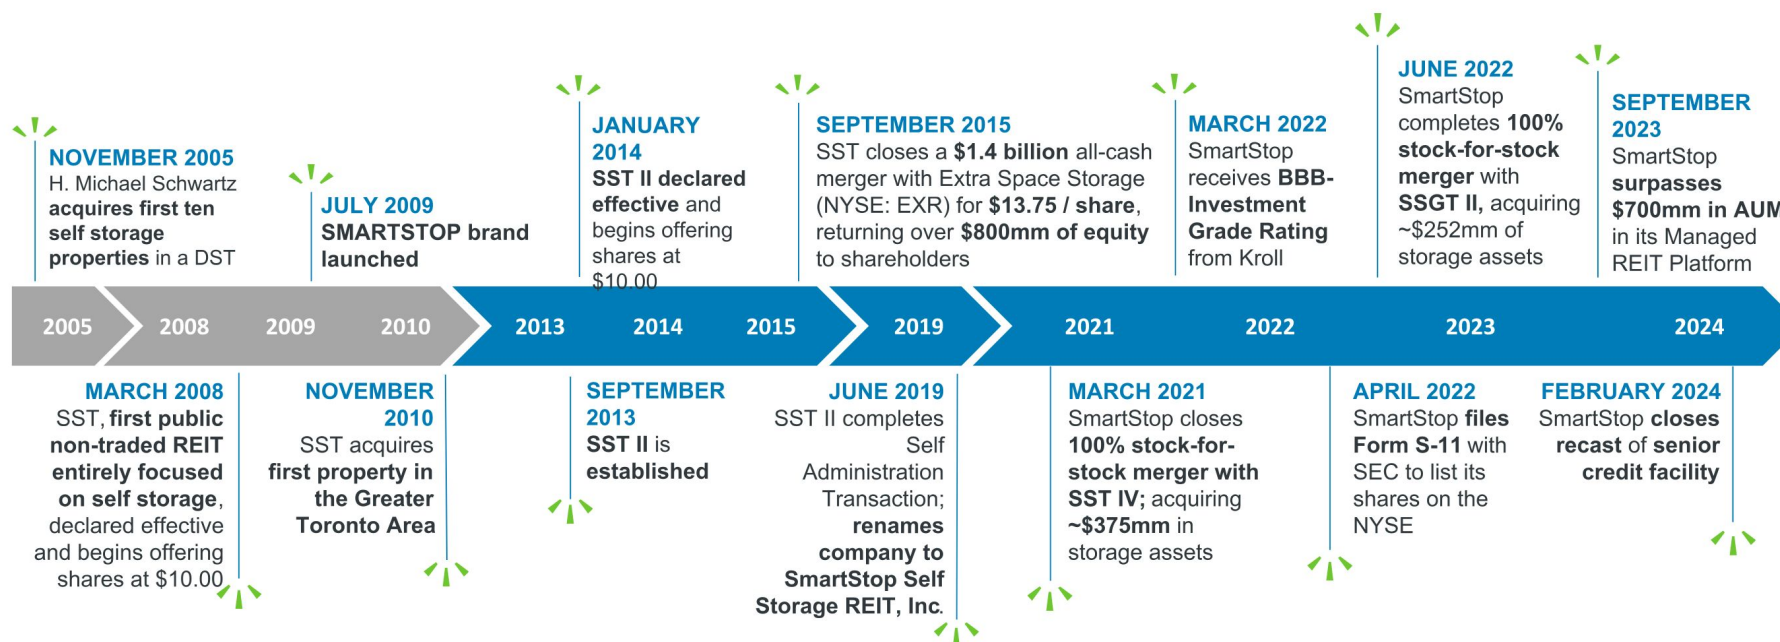 NOVEMBER 2005
H. Michael Schwartz
acquires first ten
self storage
properties in a DST
JULY 2009
SMARTSTOP brand
launched
JANUARY
2014
SST II declared
effective and
begins offering
shares at
$10.00
SEPTEMBER 2015
SST closes a $1.4 billion all-cash
merger with Extra Space Storage
(NYSE: EXR) for $13.75 / share,
returning over $800mm of equity
to shareholders
MARCH 2022
SmartStop
receives BBB-
Investment
Grade Rating
from Kroll
JUNE 2022
SmartStop
completes 100%
stock-for-stock
merger with
SSGT II, acquiring
~$252mm of
storage assets
SEPTEMBER
2023
SmartStop
surpasses
$700mm in AUM
in its Managed
REIT Platform
2005 2008 2009 2010 2013 2014 2015 2019 2021 2022 2023 2024
MARCH 2008
SST, first public
non-traded REIT
entirely focused
on self storage,
declared effective
and begins offering
shares at $10.00
NOVEMBER
2010
SST acquires
first property in
the Greater
Toronto Area
SEPTEMBER
2013
SST II is
established
JUNE 2019
SST II completes
Self
Administration
Transaction;
renames
company to
SmartStop Self
Storage REIT, Inc.
MARCH 2021
SmartStop closes
100% stock-for-
stock merger with
SST IV; acquiring
~$375mm in
storage assets
APRIL 2022
SmartStop files
Form S-11 with
SEC to list its
shares on the
NYSE
FEBRUARY 2024
SmartStop closes
recast of senior
credit facility